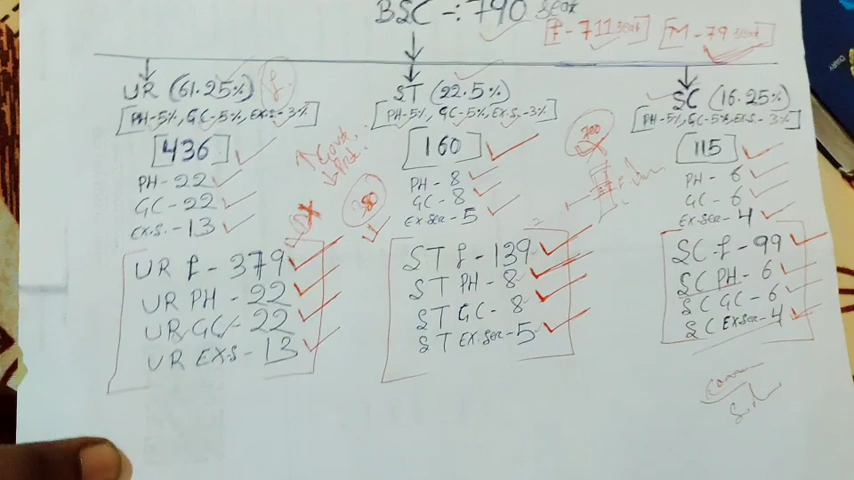 BSC -: 790 Seat
[f - 711 Seat] [M - 79 Seat]
UR (61.25%) f.
[PH-5%, GC-5%, EX.S-3%]
[436]
PH - 22
GC - 22
EX.S. - 13
UR f - 379
UR PH - 22
UR GC - 22
UR EX.S - 13
↑ Govt.
↓ Prt.
ST (22.5%)
[PH-5%, GC-5%, EX.S-3%]
[160]
PH - 8
GC - 8
EX Ser - 5
ST f - 139
ST PH - 8
ST GC - 8
ST EX.Ser - 5
SC (16.25%)
[PH-5%, GC-5%, EX.S-3%]
[115]
PH - 6
GC - 6
EX Ser - 4
SC f - 99
SC PH - 6
SC GC - 6
SC EX Ser - 4